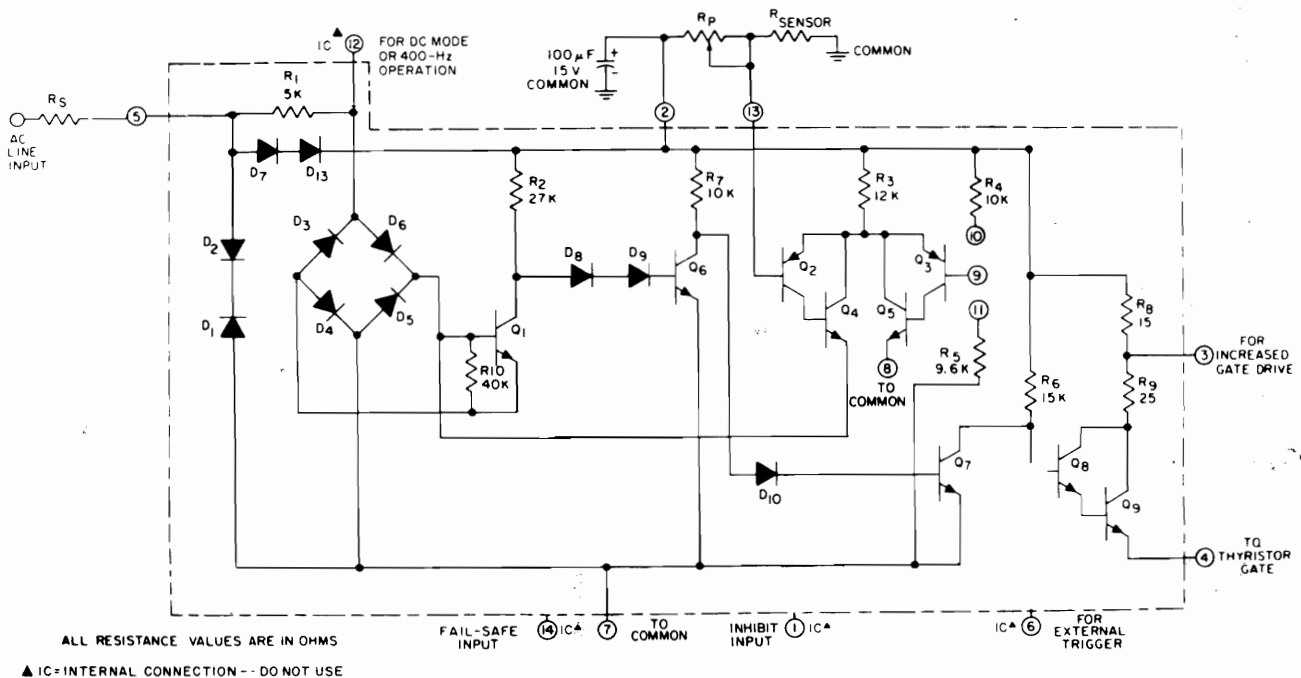 IC▲ 12 FOR DC MODE
OR 400-Hz
OPERATION
100µF
15 V
COMMON
+
-
RP
RSENSOR
COMMON
2
13
RS
AC
LINE
INPUT
5
R1
5K
D7
D13
R2
27K
R7
10K
R3
12K
R4
10K
10
D2
D1
D3
D6
D4
D5
D8
D9
Q6
Q1
R10
40K
Q2
Q4
Q3
Q5
9
11
8
TO
COMMON
R5
9.6K
R6
15K
R8
15
3
FOR
INCREASED
GATE DRIVE
R9
25
D10
Q7
Q8
Q9
4
TO
THYRISTOR
GATE
ALL RESISTANCE VALUES ARE IN OHMS
FAIL-SAFE
INPUT
14 IC▲
7
TO
COMMON
INHIBIT
INPUT
1 IC▲
IC▲ 6
FOR
EXTERNAL
TRIGGER
▲ IC=INTERNAL CONNECTION -- DO NOT USE